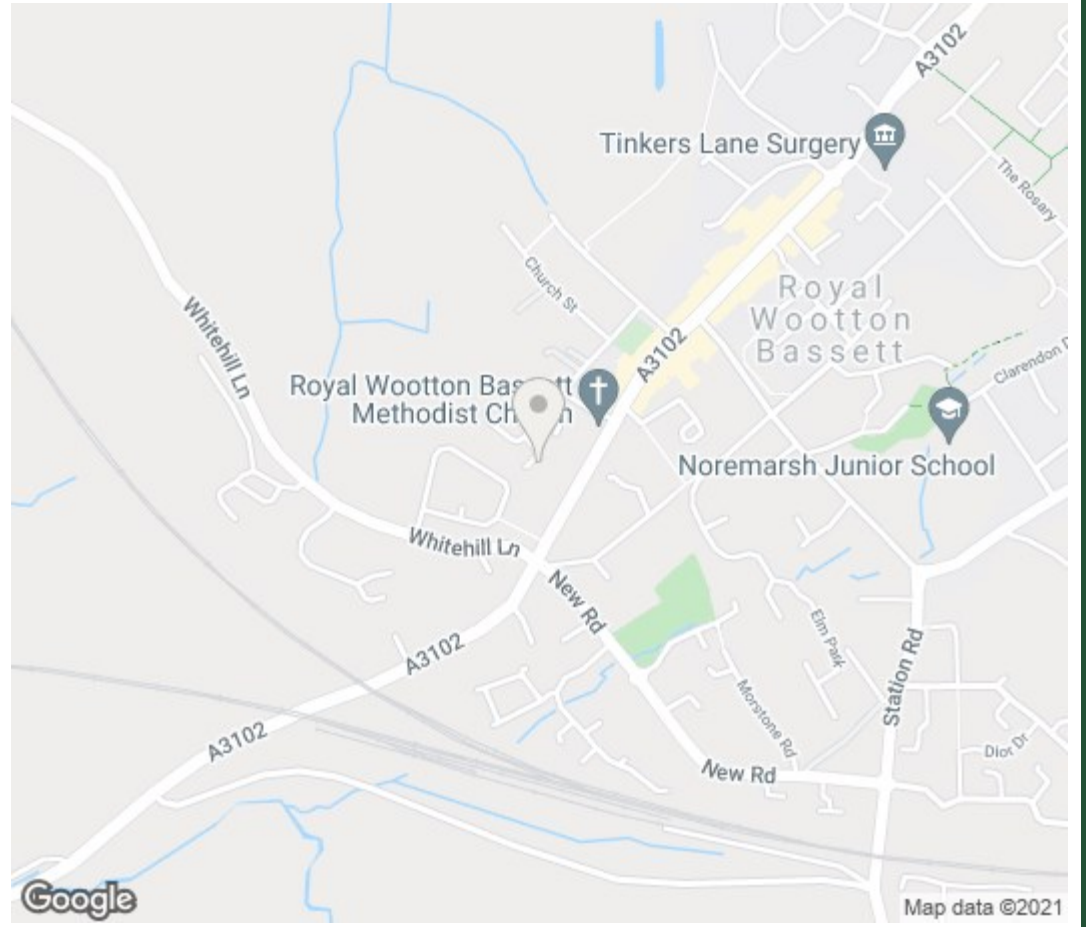 A3102
Tinkers Lane Surgery
The Rosary
Church St
Royal
Wootton
Bassett
Whitehill Ln
A3102
Clarendon
Royal Wootton Bas
Methodist Ch
Noremarsh Junior School
Whitehill Ln
New Rd
Elm Park
A3102
Station Rd
Morstone Rd
A3102
Dior Dr
New Rd
Google
Map data ©2021